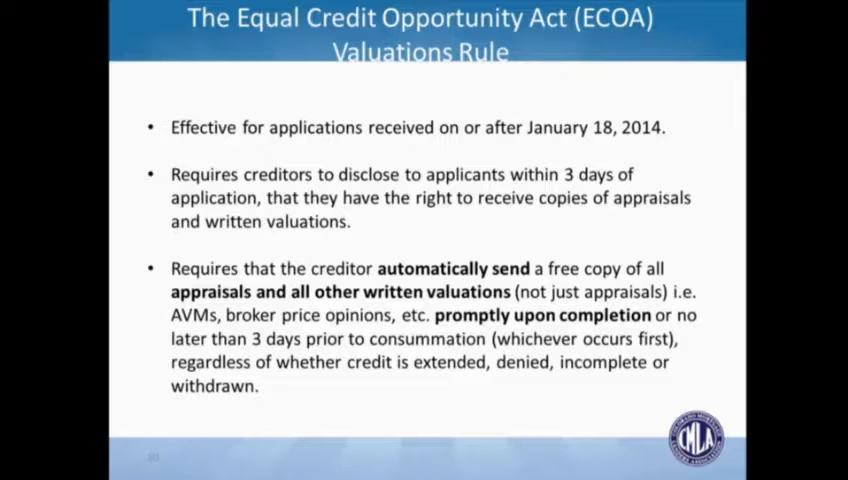 The Equal Credit Opportunity Act (ECOA)
Valuations Rule
• Effective for applications received on or after January 18, 2014.
• Requires creditors to disclose to applicants within 3 days of
application, that they have the right to receive copies of appraisals
and written valuations.
• Requires that the creditor automatically send a free copy of all
appraisals and all other written valuations (not just appraisals) i.e.
AVMs, broker price opinions, etc. promptly upon completion or no
later than 3 days prior to consummation (whichever occurs first),
regardless of whether credit is extended, denied, incomplete or
withdrawn.
CMLA